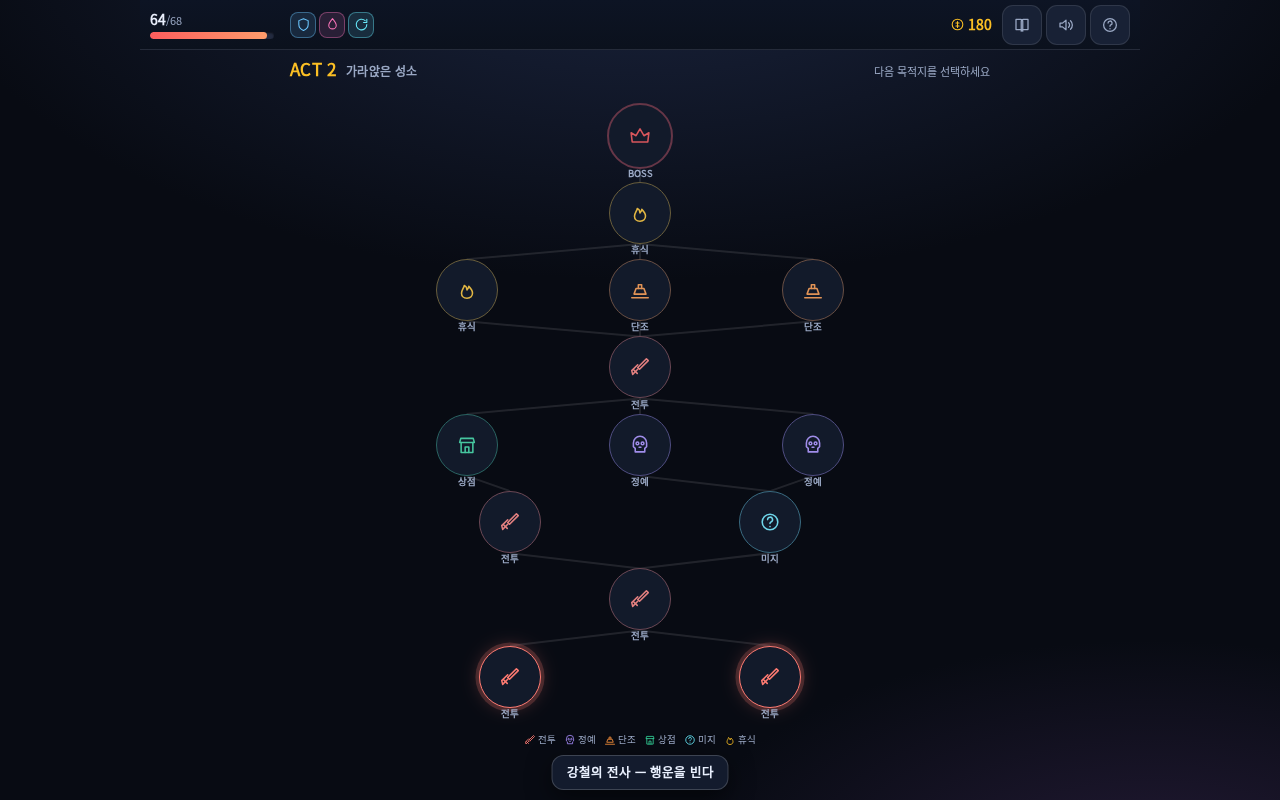 64/68
180
ACT 2 가라앉은 성소
다음 목적지를 선택하세요
BOSS
휴식
휴식
단조
단조
전투
상점
정예
정예
전투
미지
전투
전투
전투
전투 정예 단조 상점 미지 휴식
강철의 전사 — 행운을 빈다